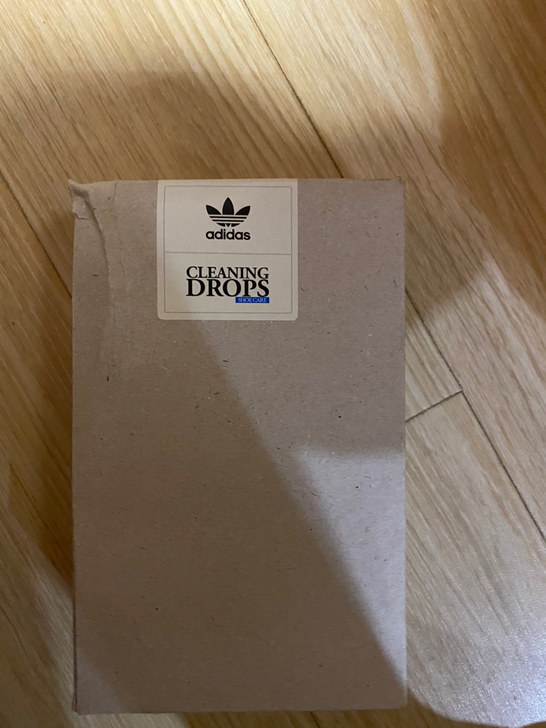 adidas
CLEANING
DROPS
SHOE CARE